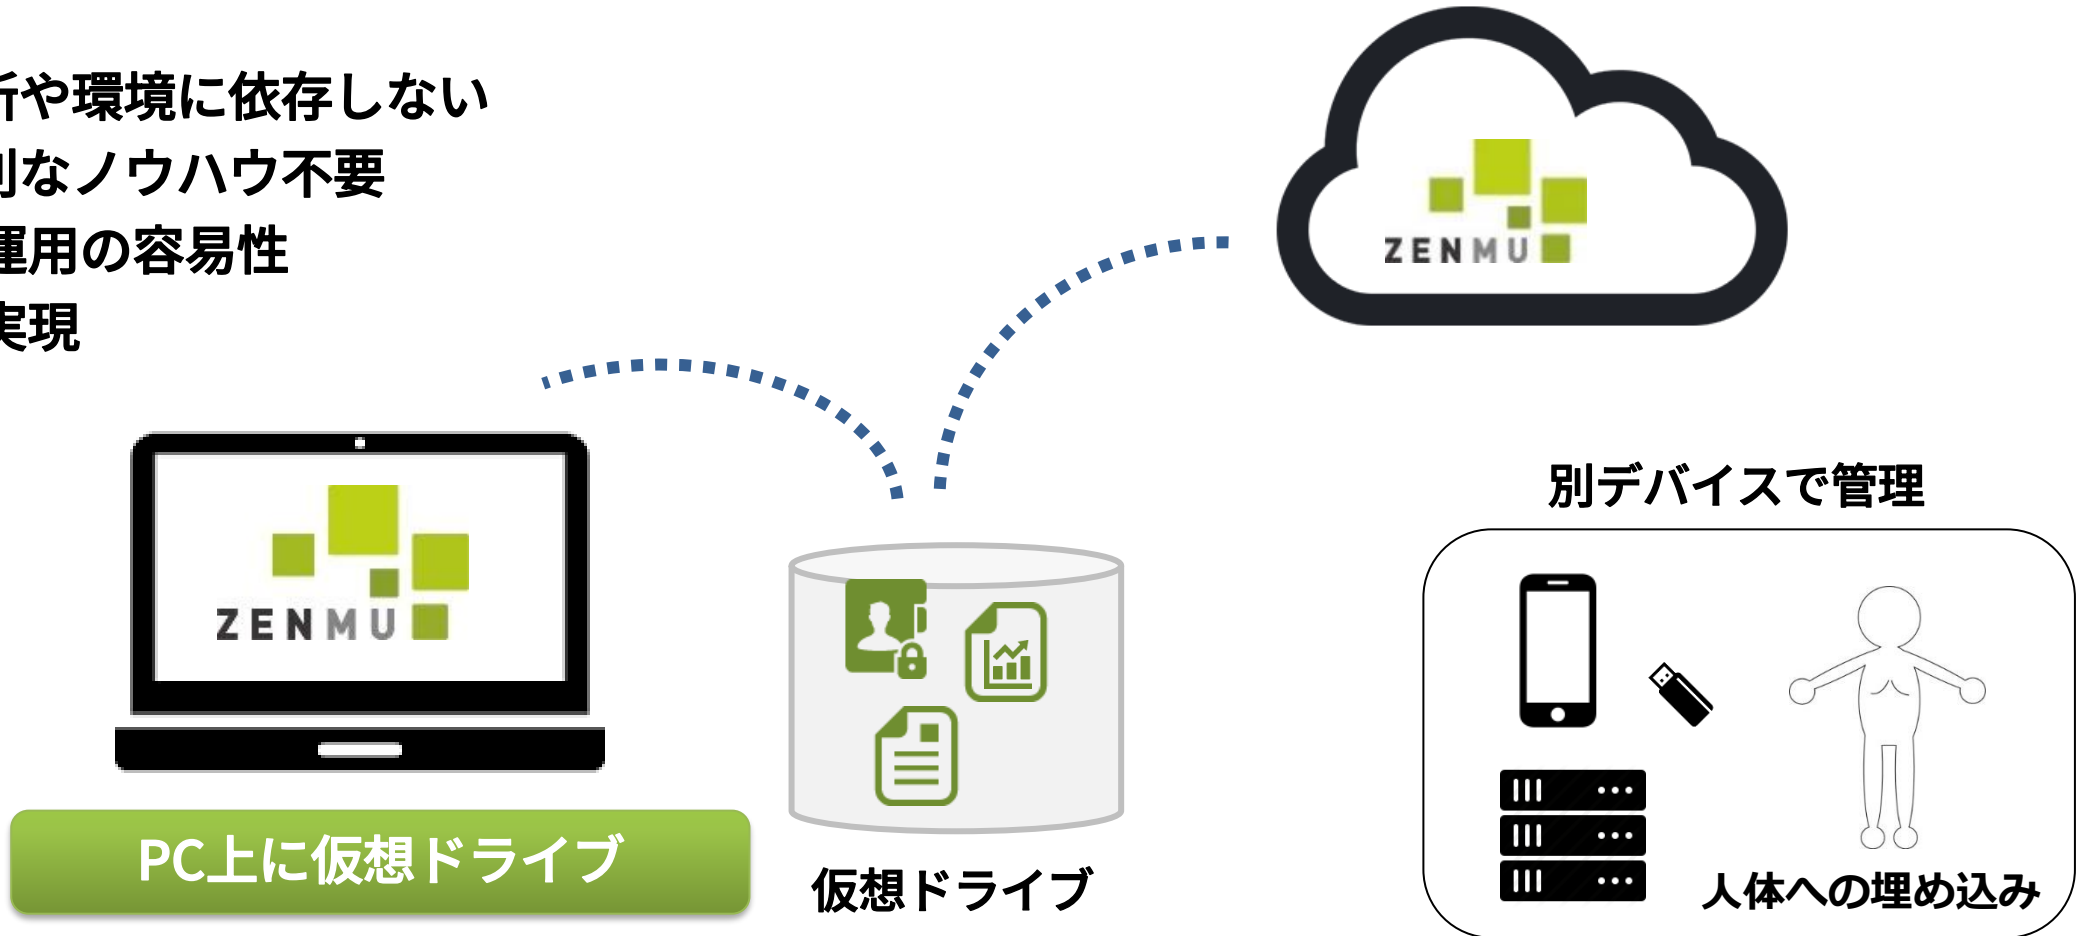 や環境に依存しない
なノウハウ不要
運用の容易性
実現
ZENMU
ZENMU
別デバイスで管理
PC上に仮想ドライブ
仮想ドライブ
人体への埋め込み